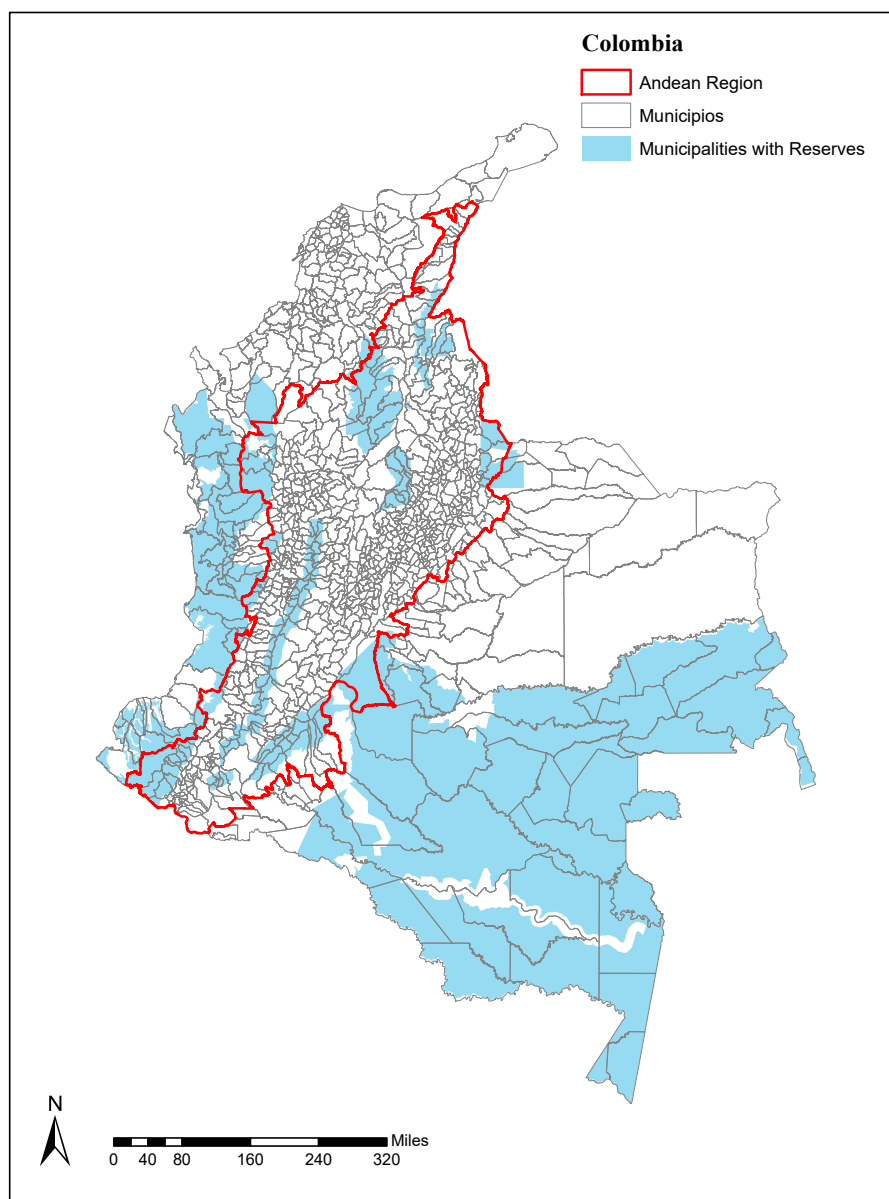 Colombia
Andean Region
Municipios
Municipalities with Reserves
N
Miles
0 40 80 160 240 320